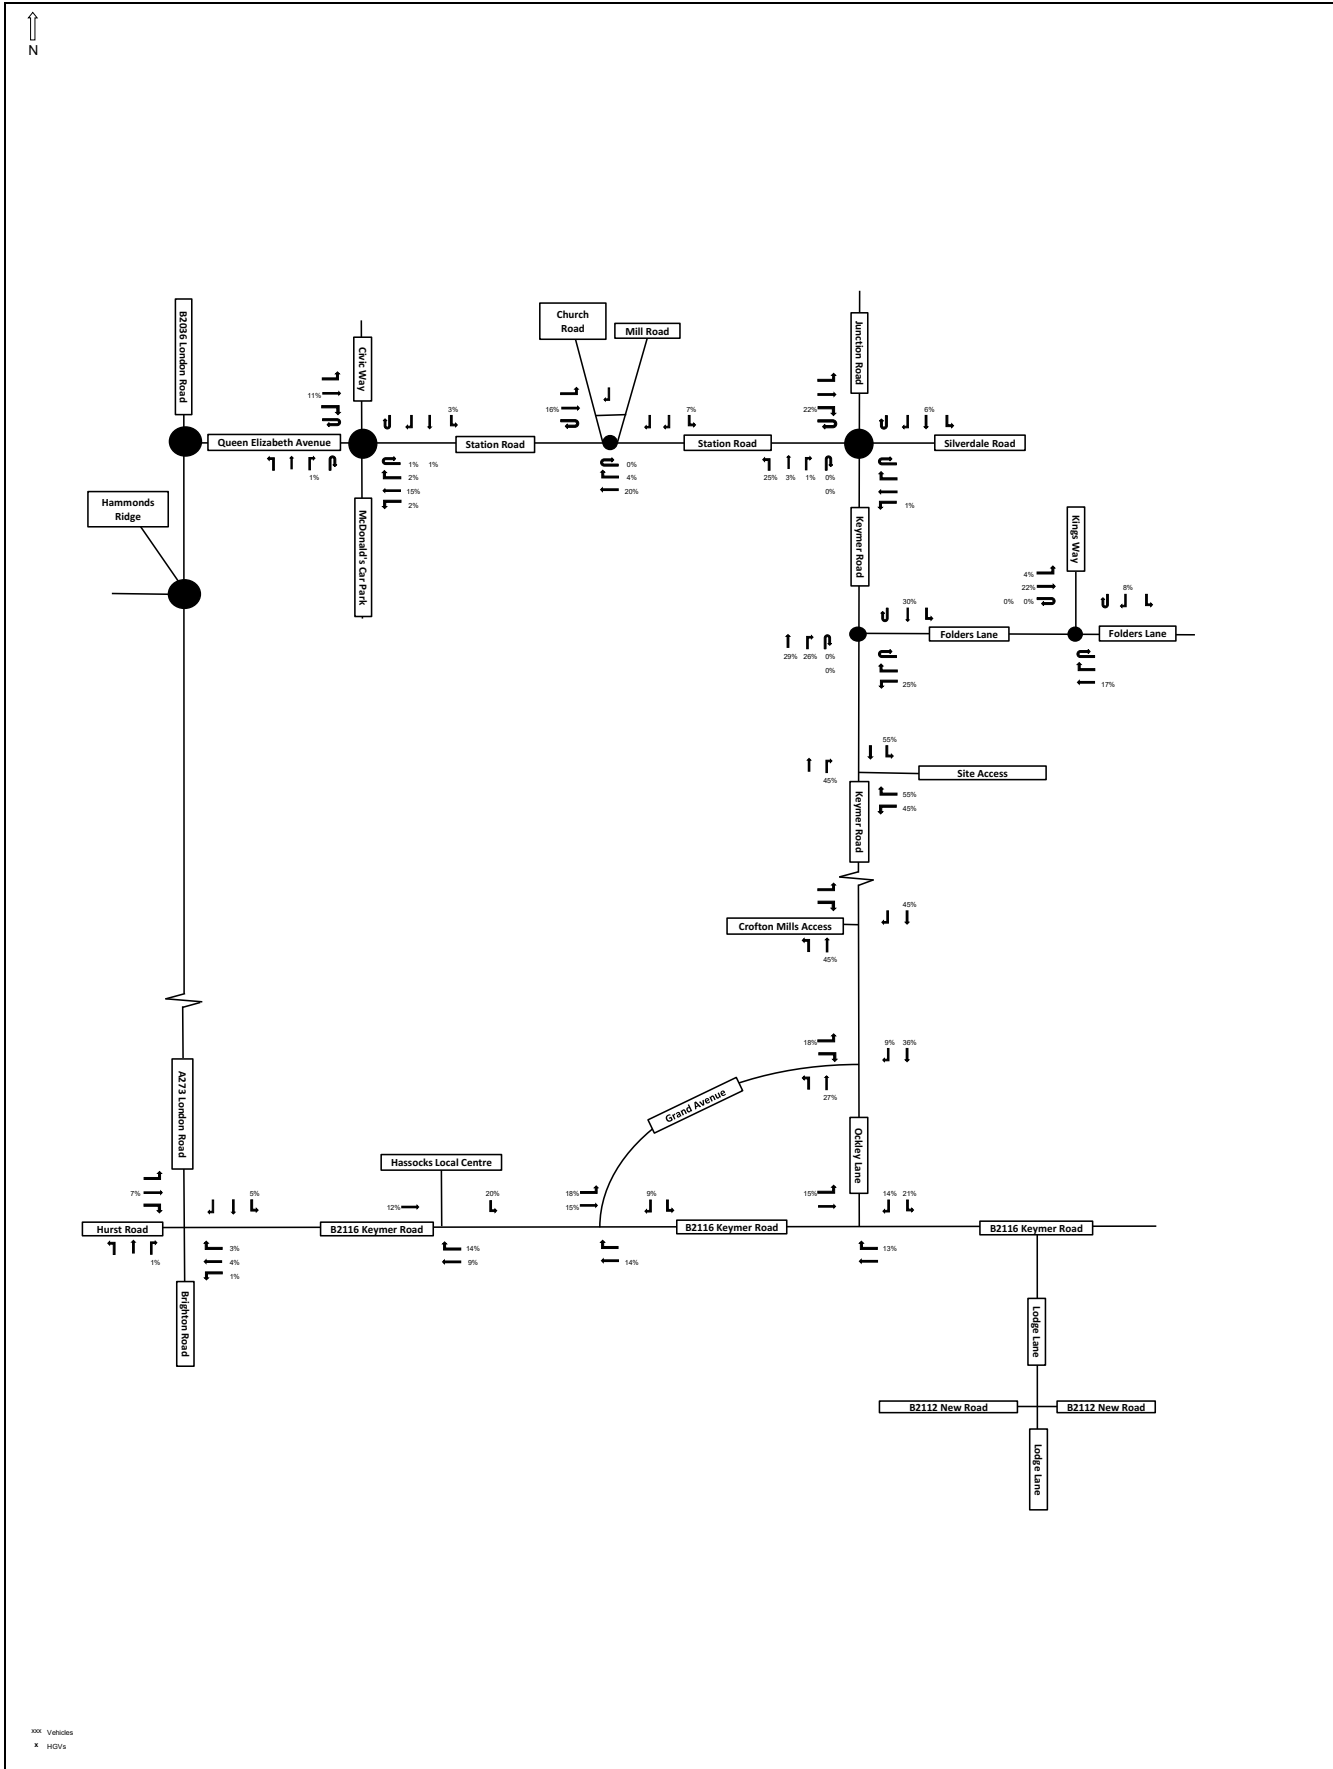 N
B2036 London Road
Civic Way
Church
Road
Mill Road
Junction Road
11%
3%
16%
7%
22%
6%
Queen Elizabeth Avenue
Station Road
Station Road
Silverdale Road
1%
1%
1%
2%
15%
2%
0%
4%
20%
25%
3%
1%
0%
0%
1%
Hammonds
Ridge
McDonald's Car Park
Keymer Road
Kings Way
4%
22%
0%
0%
8%
30%
Folders Lane
Folders Lane
29%
26%
0%
0%
25%
17%
55%
45%
Site Access
55%
45%
Keymer Road
45%
Crofton Mills Access
45%
18%
9%
36%
27%
A273 London Road
Grand Avenue
Ockley Lane
Hassocks Local Centre
7%
5%
12%
20%
18%
15%
9%
15%
14%
21%
Hurst Road
B2116 Keymer Road
B2116 Keymer Road
B2116 Keymer Road
1%
3%
4%
1%
14%
9%
14%
13%
Brighton Road
Lodge Lane
B2112 New Road
B2112 New Road
Lodge Lane
xxx Vehicles
x HGVs